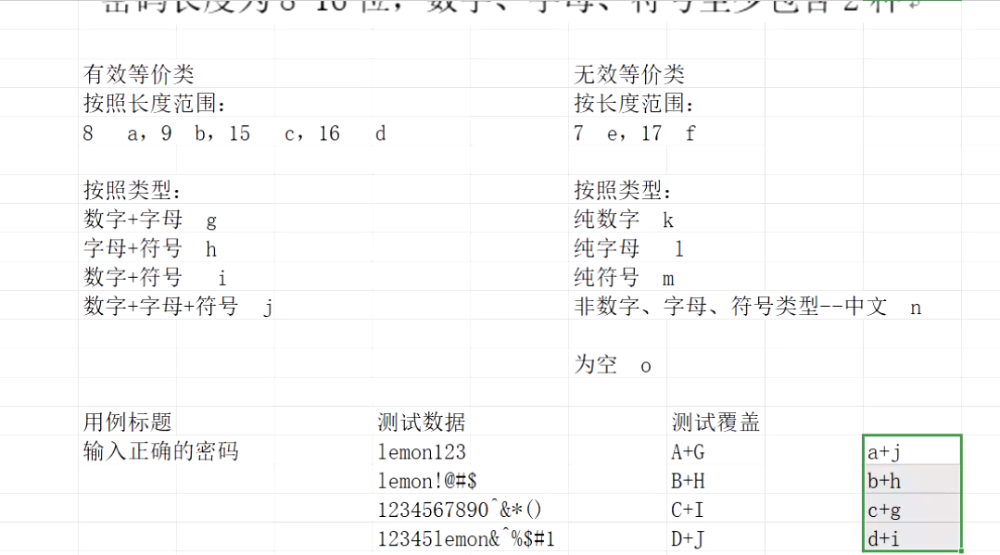 密码长度为8-16位，数字、字母、符号至少包含2种
有效等价类 无效等价类
按照长度范围： 按长度范围：
8 a，9 b，15 c，16 d 7 e，17 f
按照类型： 按照类型：
数字+字母 g 纯数字 k
字母+符号 h 纯字母 l
数字+符号 i 纯符号 m
数字+字母+符号 j 非数字、字母、符号类型--中文 n
为空 o
用例标题 测试数据 测试覆盖
输入正确的密码 lemon123 A+G a+j
lemon!@#$ B+H b+h
1234567890^&*() C+I c+g
12345lemon&^%$#1 D+J d+i